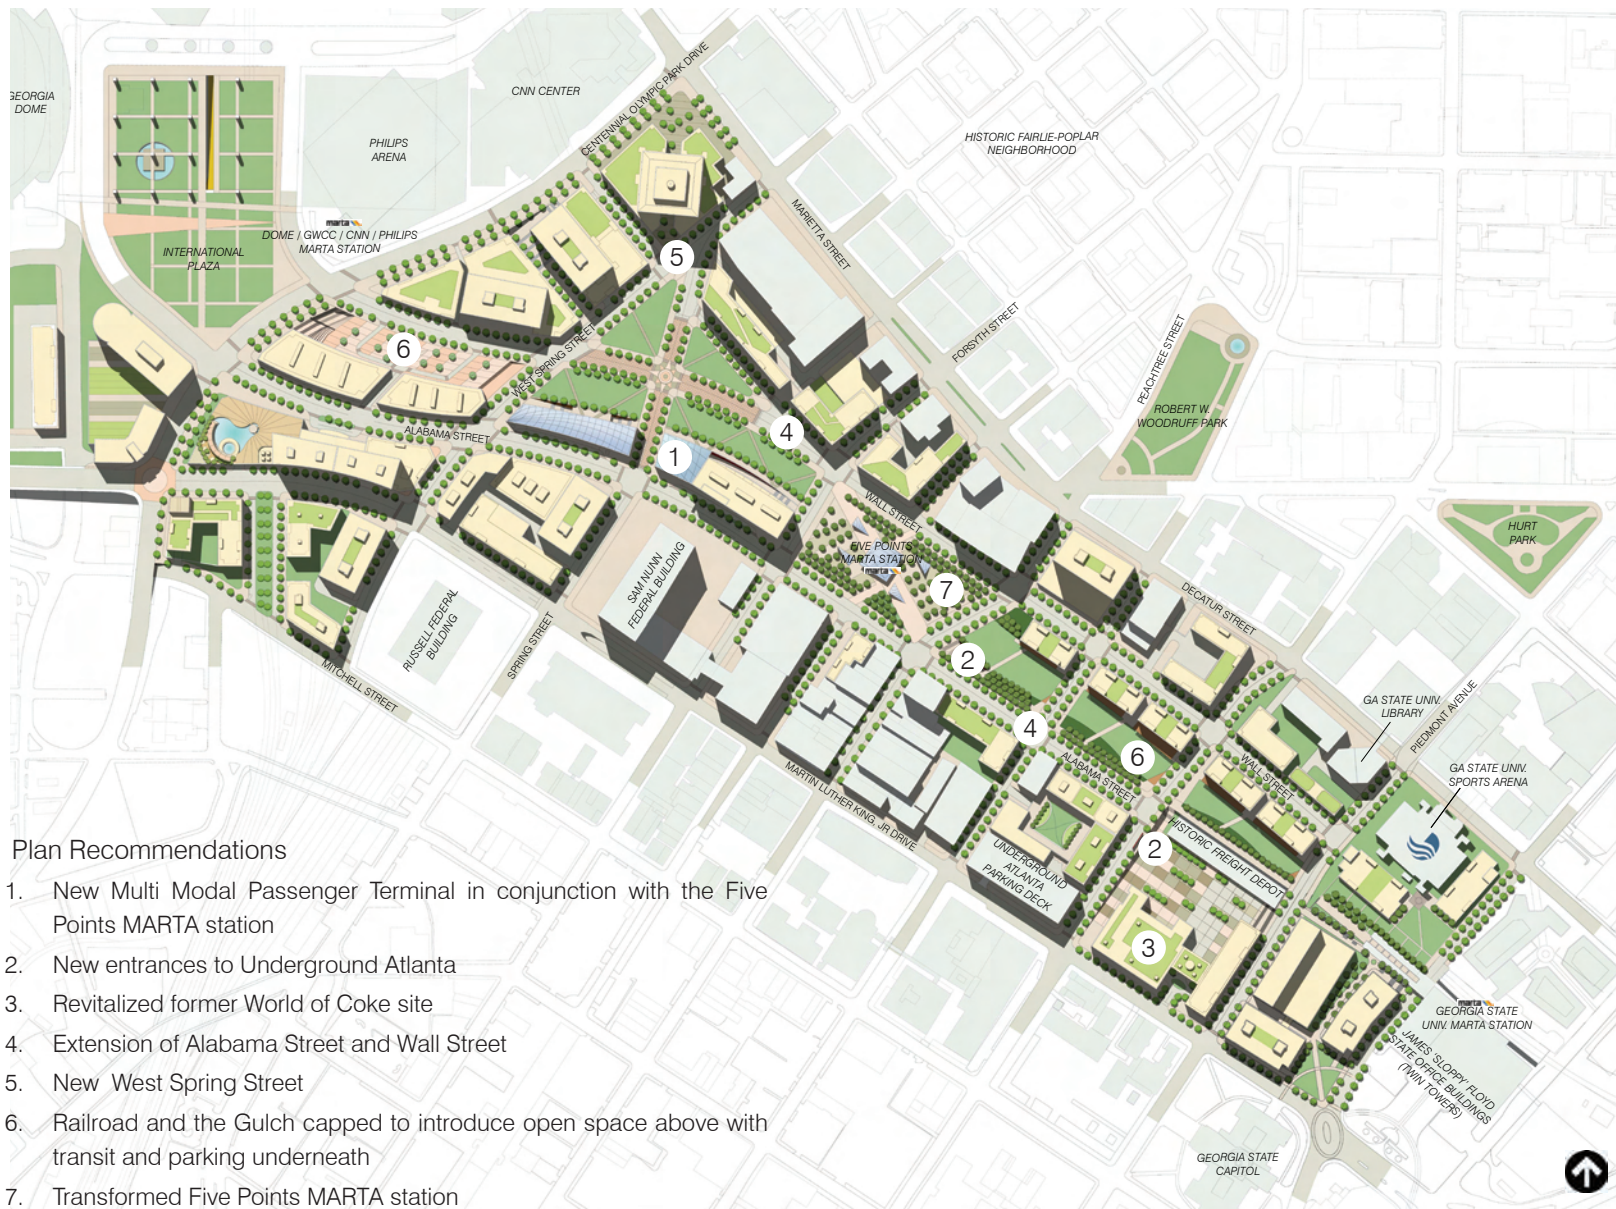 GEORGIA
DOME
PHILIPS
ARENA
CNN CENTER
CENTENNIAL OLYMPIC PARK DRIVE
HISTORIC FAIRLIE-POPLAR
NEIGHBORHOOD
marta
DOME / GWCC / CNN / PHILIPS
MARTA STATION
INTERNATIONAL
PLAZA
MARIETTA STREET
5
FORSYTH STREET
PEACHTREE STREET
6
WEST SPRING STREET
ROBERT W.
WOODRUFF PARK
ALABAMA STREET
4
1
WALL STREET
HURT
PARK
FIVE POINTS
MARTA STATION
marta
7
SAM NUNN
FEDERAL BUILDING
DECATUR STREET
RUSSELL FEDERAL
BUILDING
SPRING STREET
MITCHELL STREET
2
4
6
GA STATE UNIV.
LIBRARY
PIEDMONT AVENUE
ALABAMA STREET
WALL STREET
GA STATE UNIV.
SPORTS ARENA
MARTIN LUTHER KING, JR DRIVE
HISTORIC FREIGHT DEPOT
2
UNDERGROUND
ATLANTA
PARKING DECK
3
marta
GEORGIA STATE
UNIV. MARTA STATION
JAMES 'SLOPPY' FLOYD
STATE OFFICE BUILDINGS
(TWIN TOWERS)
GEORGIA STATE
CAPITOL
Plan Recommendations
1. New Multi Modal Passenger Terminal in conjunction with the Five
Points MARTA station
2. New entrances to Underground Atlanta
3. Revitalized former World of Coke site
4. Extension of Alabama Street and Wall Street
5. New West Spring Street
6. Railroad and the Gulch capped to introduce open space above with
transit and parking underneath
7. Transformed Five Points MARTA station